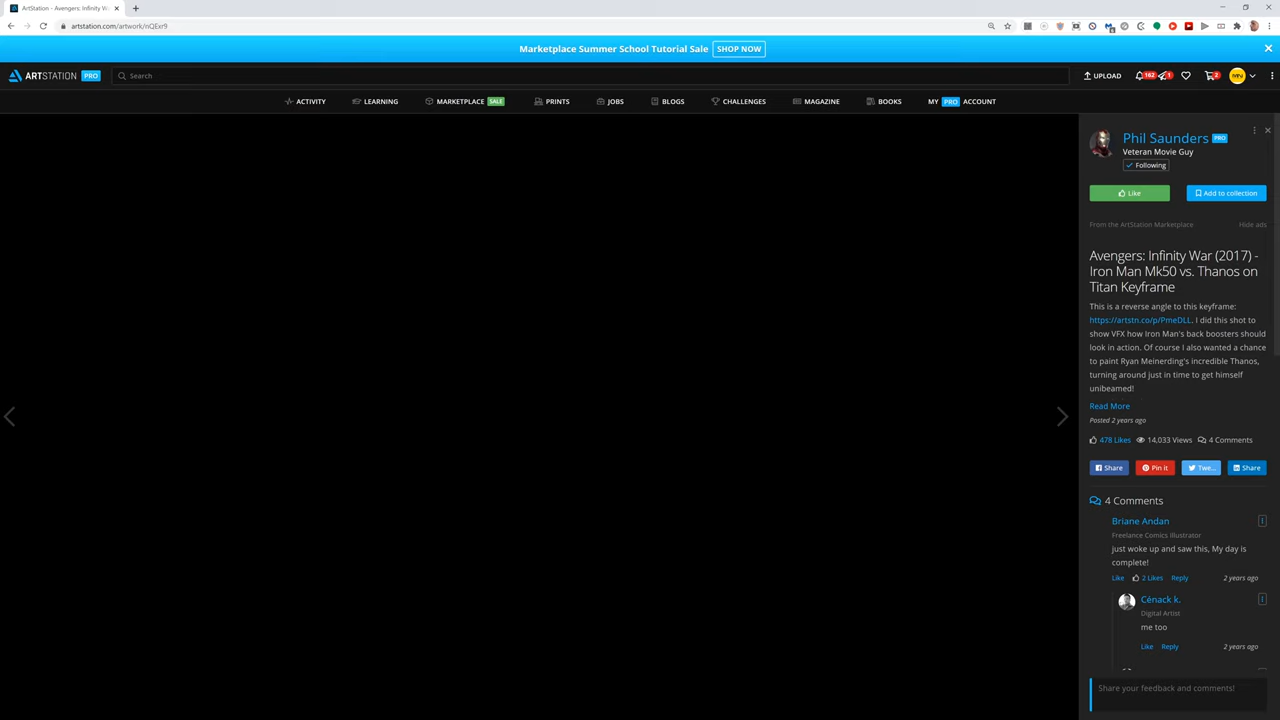 ArtStation - Avengers: Infinity W
artstation.com/artwork/nQExr9
Marketplace Summer School Tutorial Sale SHOP NOW
ARTSTATION PRO Search UPLOAD 162 1 2
ACTIVITY LEARNING MARKETPLACE SALE PRINTS JOBS BLOGS CHALLENGES MAGAZINE BOOKS MY PRO ACCOUNT
Phil Saunders PRO
Veteran Movie Guy
Following
Like Add to collection
From the ArtStation Marketplace Hide ads
Avengers: Infinity War (2017) -
Iron Man Mk50 vs. Thanos on
Titan Keyframe
This is a reverse angle to this keyframe:
https://artstn.co/p/PmeDLL. I did this shot to
show VFX how Iron Man's back boosters should
look in action. Of course I also wanted a chance
to paint Ryan Meinerding's incredible Thanos,
turning around just in time to get himself
unibeamed!
Read More
Posted 2 years ago
478 Likes 14,033 Views 4 Comments
Share Pin it Twe... Share
4 Comments
Briane Andan
Freelance Comics Illustrator
just woke up and saw this, My day is
complete!
Like 2 Likes Reply 2 years ago
Cénack k.
Digital Artist
me too
Like Reply 2 years ago
Share your feedback and comments!